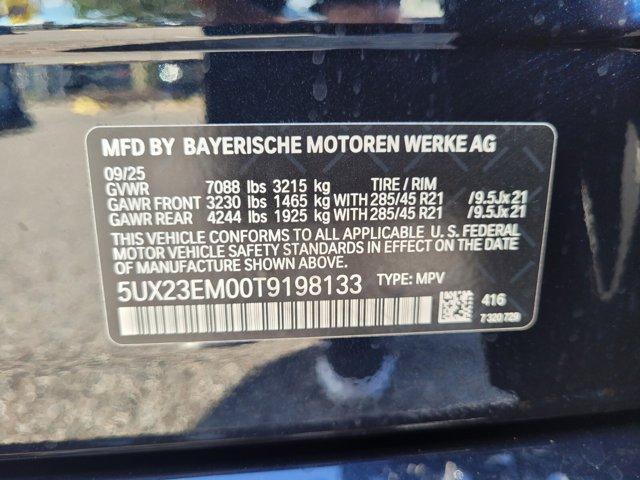 MFD BY BAYERISCHE MOTOREN WERKE AG
09/25
GVWR 7088 lbs 3215 kg TIRE / RIM
GAWR FRONT 3230 lbs 1465 kg WITH 285/45 R21 /9.5Jx21
GAWR REAR 4244 lbs 1925 kg WITH 285/45 R21 /9.5Jx21
THIS VEHICLE CONFORMS TO ALL APPLICABLE U. S. FEDERAL
MOTOR VEHICLE SAFETY STANDARDS IN EFFECT ON THE DATE
OF MANUFACTURE SHOWN ABOVE.
5UX23EM00T9198133 TYPE: MPV
416
7 320 729